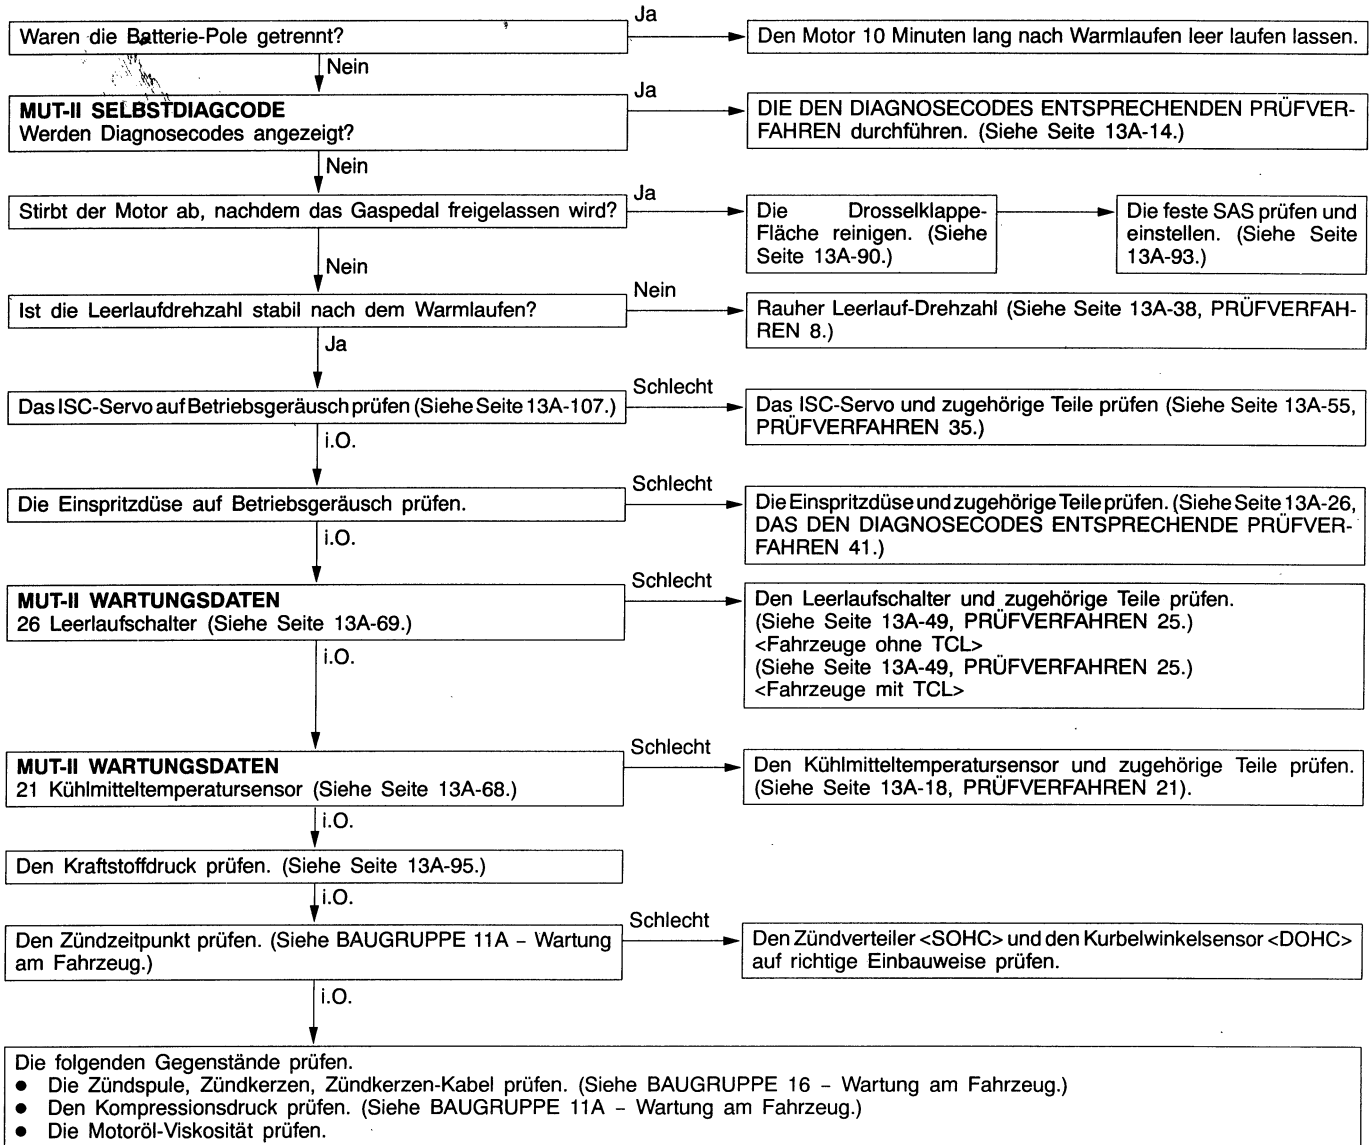 Waren die Batterie-Pole getrennt?
Ja
Den Motor 10 Minuten lang nach Warmlaufen leer laufen lassen.
Nein
MUT-II SELBSTDIAGCODE
Werden Diagnosecodes angezeigt?
Ja
DIE DEN DIAGNOSECODES ENTSPRECHENDEN PRÜFVER-
FAHREN durchführen. (Siehe Seite 13A-14.)
Nein
Stirbt der Motor ab, nachdem das Gaspedal freigelassen wird?
Ja
Die Drosselklappe-
Fläche reinigen. (Siehe
Seite 13A-90.)
Die feste SAS prüfen und
einstellen. (Siehe Seite
13A-93.)
Nein
Ist die Leerlaufdrehzahl stabil nach dem Warmlaufen?
Nein
Rauher Leerlauf-Drehzahl (Siehe Seite 13A-38, PRÜFVERFAH-
REN 8.)
Ja
Das ISC-Servo auf Betriebsgeräusch prüfen (Siehe Seite 13A-107.)
Schlecht
Das ISC-Servo und zugehörige Teile prüfen (Siehe Seite 13A-55,
PRÜFVERFAHREN 35.)
i.O.
Die Einspritzdüse auf Betriebsgeräusch prüfen.
Schlecht
Die Einspritzdüse und zugehörige Teile prüfen. (Siehe Seite 13A-26,
DAS DEN DIAGNOSECODES ENTSPRECHENDE PRÜFVER-
FAHREN 41.)
i.O.
MUT-II WARTUNGSDATEN
26 Leerlaufschalter (Siehe Seite 13A-69.)
Schlecht
Den Leerlaufschalter und zugehörige Teile prüfen.
(Siehe Seite 13A-49, PRÜFVERFAHREN 25.)
<Fahrzeuge ohne TCL>
(Siehe Seite 13A-49, PRÜFVERFAHREN 25.)
<Fahrzeuge mit TCL>
i.O.
MUT-II WARTUNGSDATEN
21 Kühlmitteltemperatursensor (Siehe Seite 13A-68.)
Schlecht
Den Kühlmitteltemperatursensor und zugehörige Teile prüfen.
(Siehe Seite 13A-18, PRÜFVERFAHREN 21).
i.O.
Den Kraftstoffdruck prüfen. (Siehe Seite 13A-95.)
i.O.
Den Zündzeitpunkt prüfen. (Siehe BAUGRUPPE 11A – Wartung
am Fahrzeug.)
Schlecht
Den Zündverteiler <SOHC> und den Kurbelwinkelsensor <DOHC>
auf richtige Einbauweise prüfen.
i.O.
Die folgenden Gegenstände prüfen.
● Die Zündspule, Zündkerzen, Zündkerzen-Kabel prüfen. (Siehe BAUGRUPPE 16 – Wartung am Fahrzeug.)
● Den Kompressionsdruck prüfen. (Siehe BAUGRUPPE 11A – Wartung am Fahrzeug.)
● Die Motoröl-Viskosität prüfen.